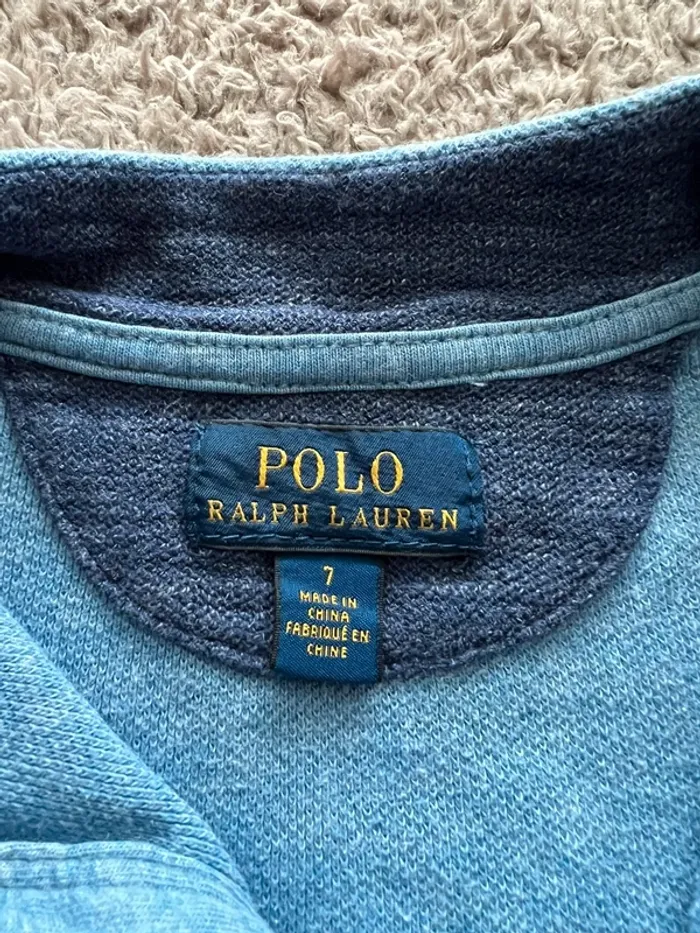 POLO
RALPH LAUREN
7
MADE IN
CHINA
FABRIQUÉ EN
CHINE